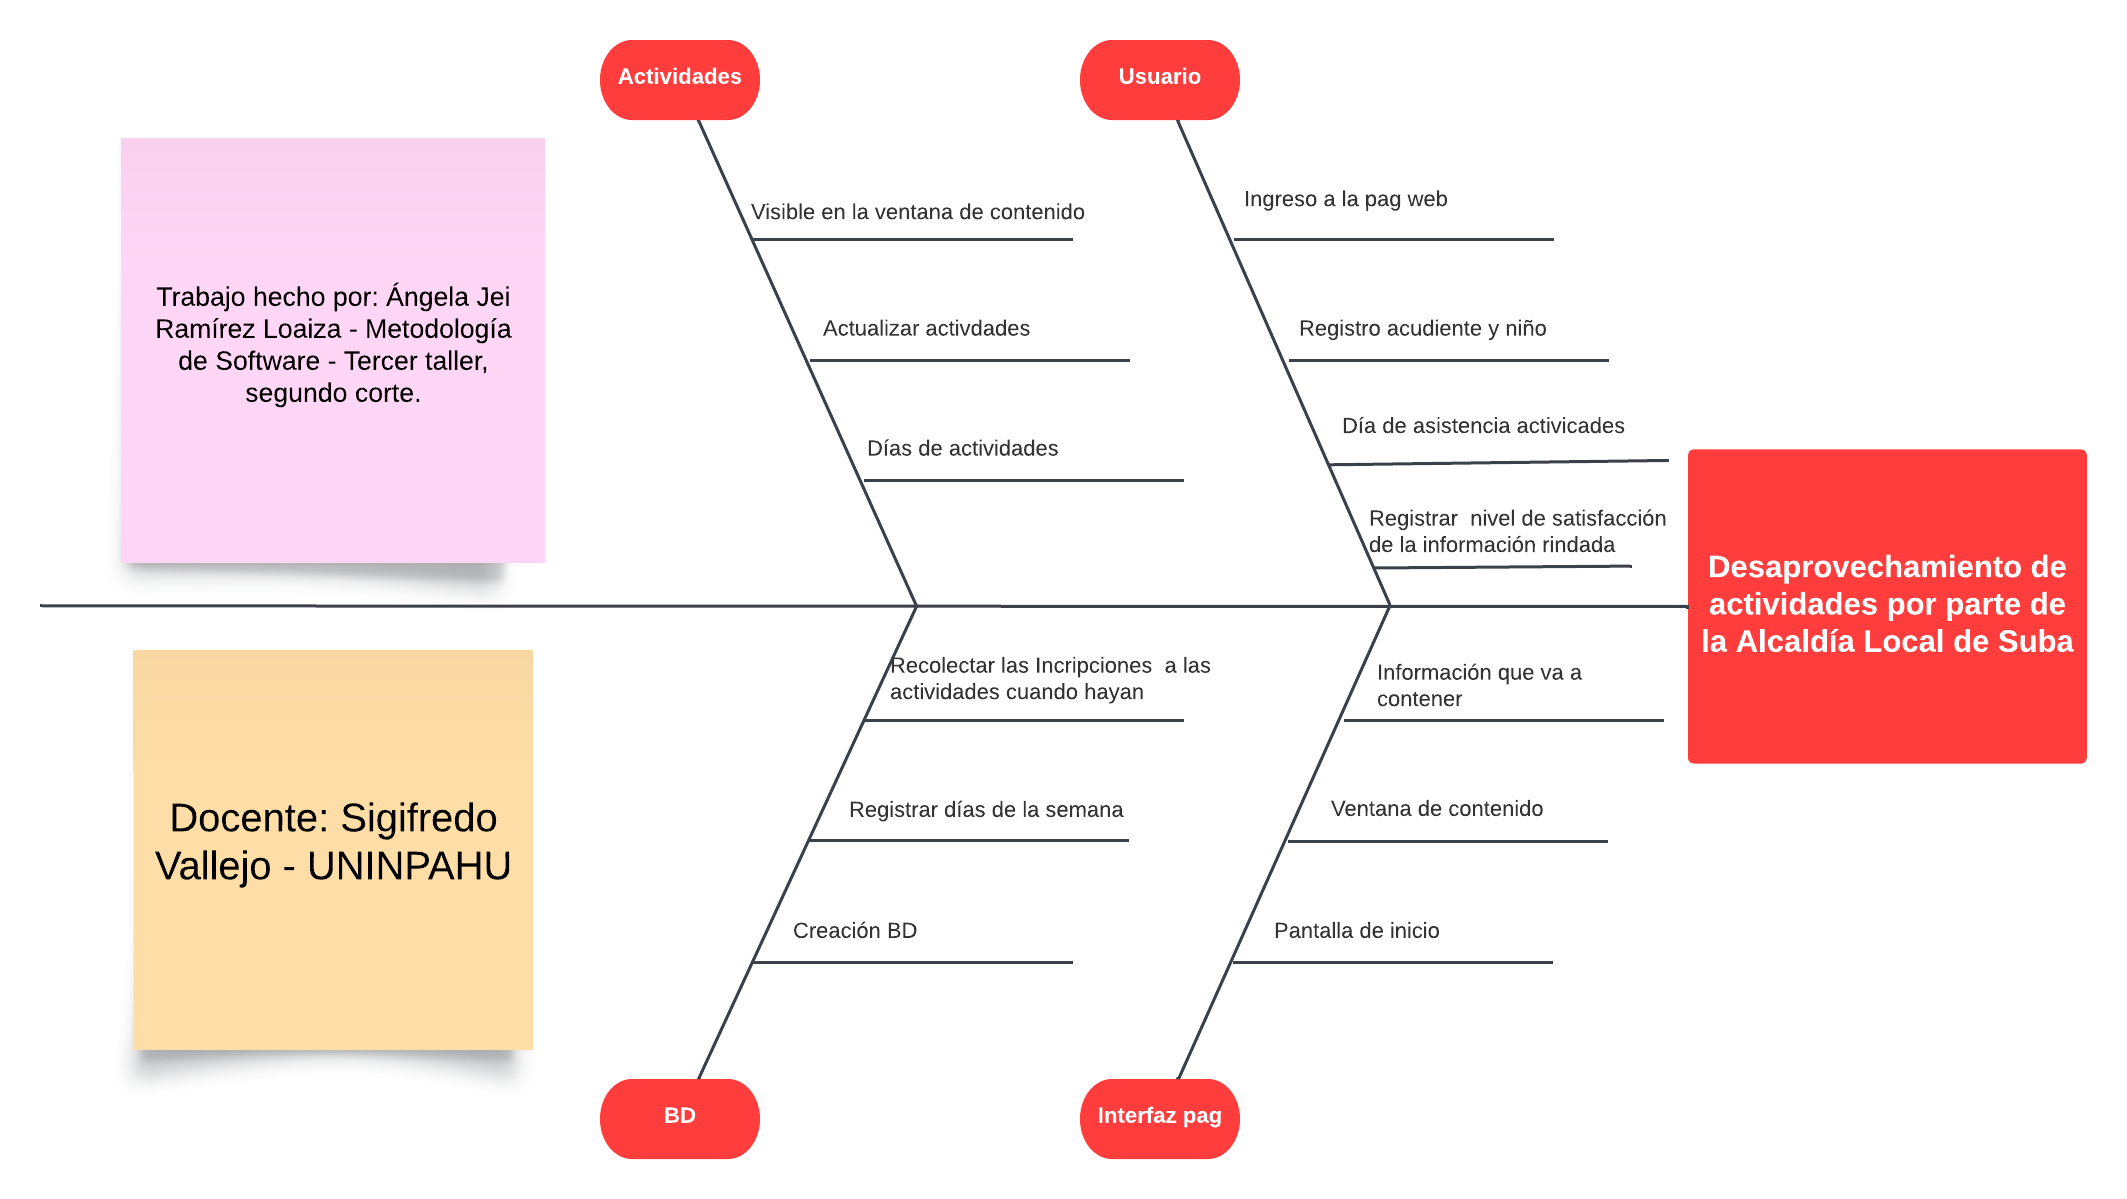 Actividades
Usuario
Visible en la ventana de contenido
Ingreso a la pag web
Trabajo hecho por: Ángela Jei
Ramírez Loaiza - Metodología
de Software - Tercer taller,
segundo corte.
Actualizar activdades
Registro acudiente y niño
Días de actividades
Día de asistencia activicades
Registrar  nivel de satisfacción
de la información rindada
Desaprovechamiento de
actividades por parte de
la Alcaldía Local de Suba
Recolectar las Incripciones  a las
actividades cuando hayan
Información que va a
contener
Docente: Sigifredo
Vallejo - UNINPAHU
Registrar días de la semana
Ventana de contenido
Creación BD
Pantalla de inicio
BD
Interfaz pag